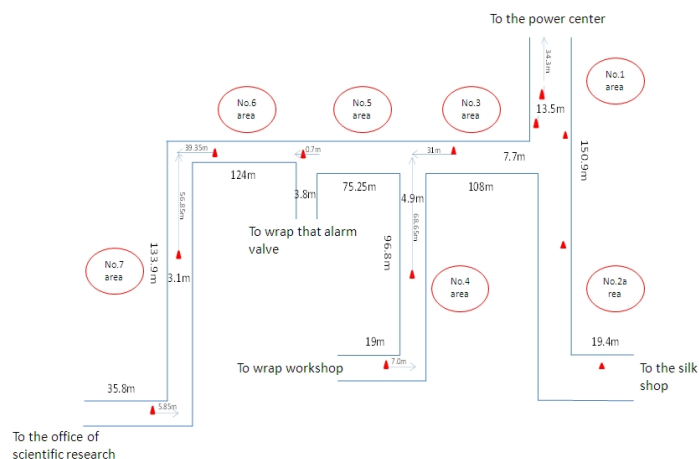 To the power center
No.1
area
34.3m
13.5m
No.6
area
No.5
area
No.3
area
150.9m
39.35m
0.7m
31m
7.7m
124m
75.25m
108m
3.8m
4.9m
56.85m
68.65m
To wrap that alarm
valve
133.9m
96.8m
No.7
area
3.1m
No.4
area
No.2a
rea
19m
19.4m
To wrap workshop
7.0m
To the silk
shop
35.8m
5.85m
To the office of
scientific research